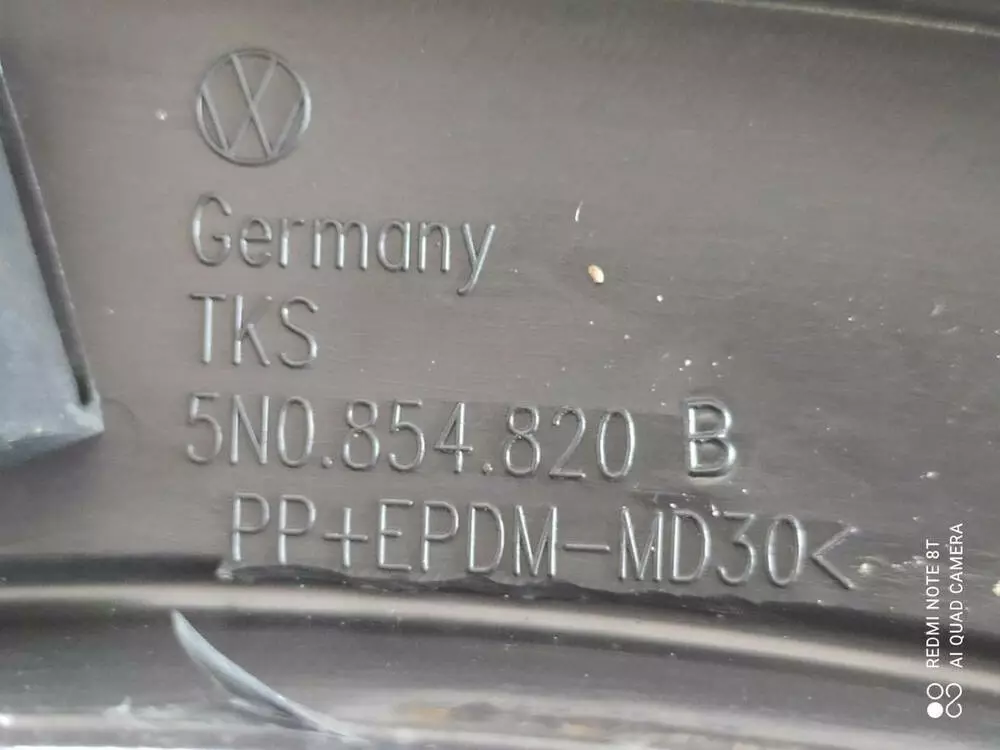 Germany
TKS
5N0.854.820 B
PP+EPDM-MD30<
REDMI NOTE 8T
AI QUAD CAMERA